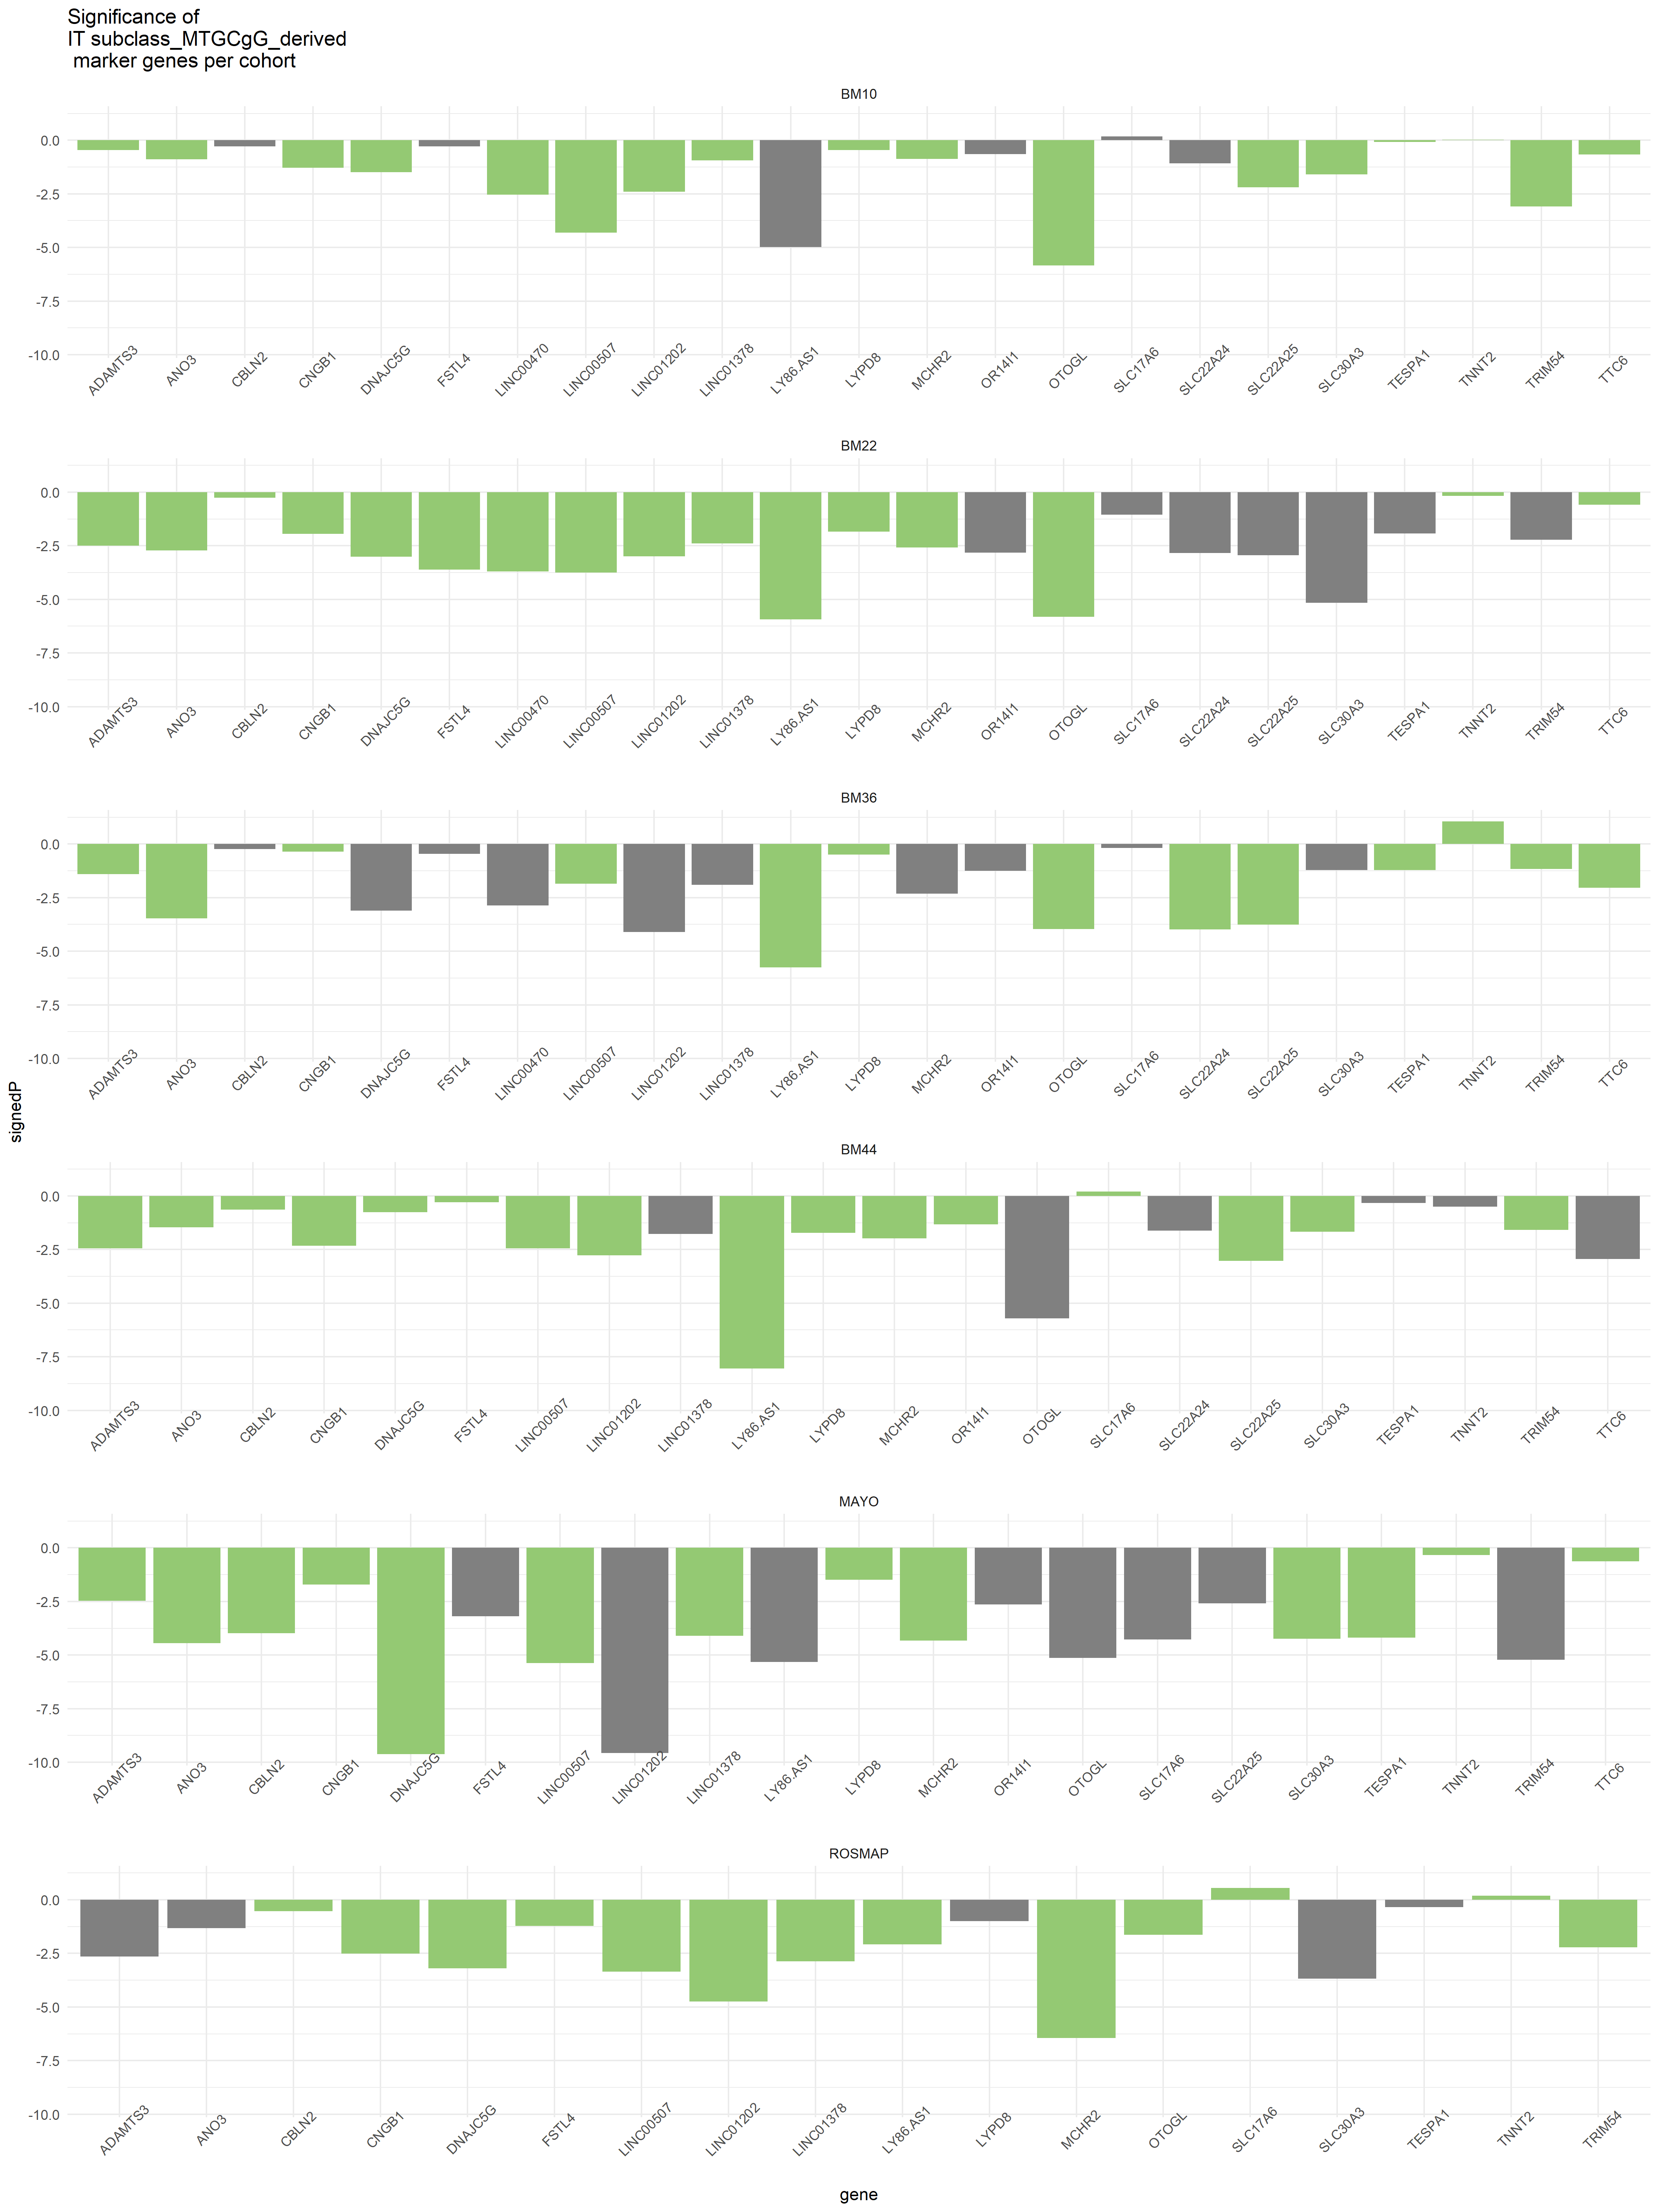 Significance of
IT subclass_MTGCgG_derived
marker genes per cohort
BM10
0.0
-2.5
-5.0
-7.5
-10.0
ADAMTS3
ANO3
CBLN2
CNGB1
DNAJC5G
FSTL4
LINC00470
LINC00507
LINC01202
LINC01378
LY86.AS1
LYPD8
MCHR2
OR14I1
OTOGL
SLC17A6
SLC22A24
SLC22A25
SLC30A3
TESPA1
TNNT2
TRIM54
TTC6
BM22
0.0
-2.5
-5.0
-7.5
-10.0
ADAMTS3
ANO3
CBLN2
CNGB1
DNAJC5G
FSTL4
LINC00470
LINC00507
LINC01202
LINC01378
LY86.AS1
LYPD8
MCHR2
OR14I1
OTOGL
SLC17A6
SLC22A24
SLC22A25
SLC30A3
TESPA1
TNNT2
TRIM54
TTC6
BM36
0.0
-2.5
-5.0
-7.5
-10.0
ADAMTS3
ANO3
CBLN2
CNGB1
DNAJC5G
FSTL4
LINC00470
LINC00507
LINC01202
LINC01378
LY86.AS1
LYPD8
MCHR2
OR14I1
OTOGL
SLC17A6
SLC22A24
SLC22A25
SLC30A3
TESPA1
TNNT2
TRIM54
TTC6
signedP
BM44
0.0
-2.5
-5.0
-7.5
-10.0
ADAMTS3
ANO3
CBLN2
CNGB1
DNAJC5G
FSTL4
LINC00507
LINC01202
LINC01378
LY86.AS1
LYPD8
MCHR2
OR14I1
OTOGL
SLC17A6
SLC22A24
SLC22A25
SLC30A3
TESPA1
TNNT2
TRIM54
TTC6
MAYO
0.0
-2.5
-5.0
-7.5
-10.0
ADAMTS3
ANO3
CBLN2
CNGB1
DNAJC5G
FSTL4
LINC00507
LINC01202
LINC01378
LY86.AS1
LYPD8
MCHR2
OR14I1
OTOGL
SLC17A6
SLC22A25
SLC30A3
TESPA1
TNNT2
TRIM54
TTC6
ROSMAP
0.0
-2.5
-5.0
-7.5
-10.0
ADAMTS3
ANO3
CBLN2
CNGB1
DNAJC5G
FSTL4
LINC00507
LINC01202
LINC01378
LY86.AS1
LYPD8
MCHR2
OTOGL
SLC17A6
SLC30A3
TESPA1
TNNT2
TRIM54
gene